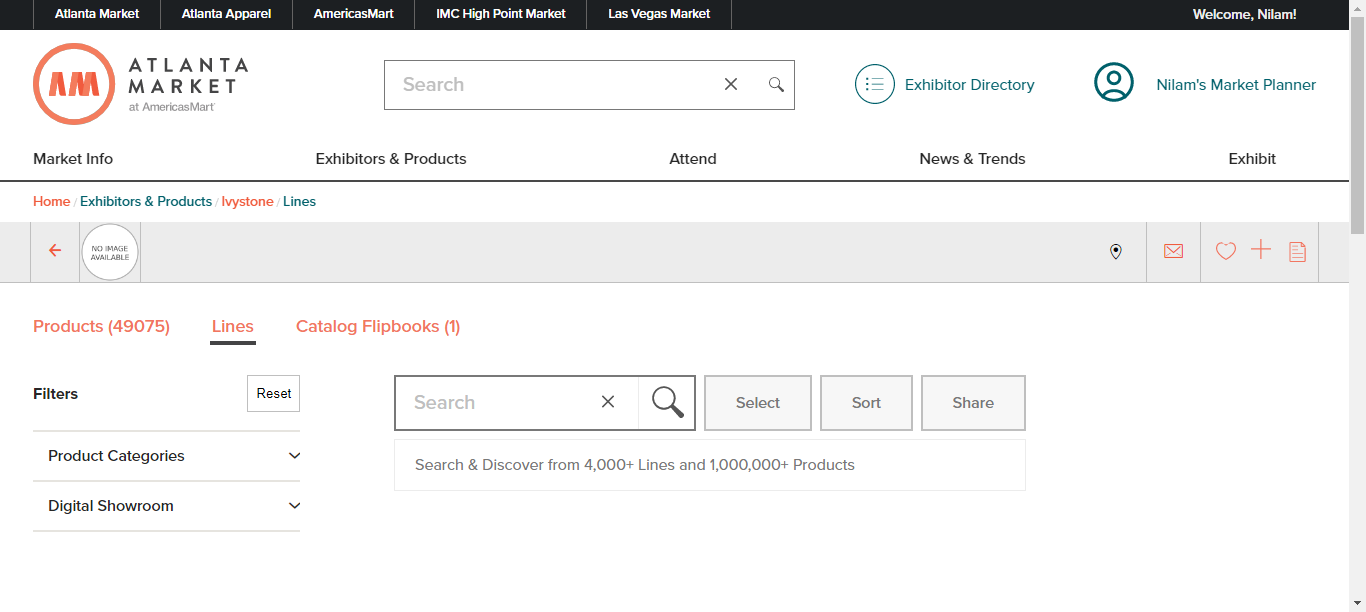 Atlanta Market Atlanta Apparel AmericasMart IMC High Point Market Las Vegas Market Welcome, Nilam!
ATLANTA
MARKET
at AmericasMart
AM
Search
Exhibitor Directory
Nilam's Market Planner
Market Info Exhibitors & Products Attend News & Trends Exhibit
Home / Exhibitors & Products / Ivystone / Lines
NO IMAGE
AVAILABLE
Products (49075) Lines Catalog Flipbooks (1)
Filters
Reset
Product Categories
Digital Showroom
Search
Select Sort Share
Search & Discover from 4,000+ Lines and 1,000,000+ Products